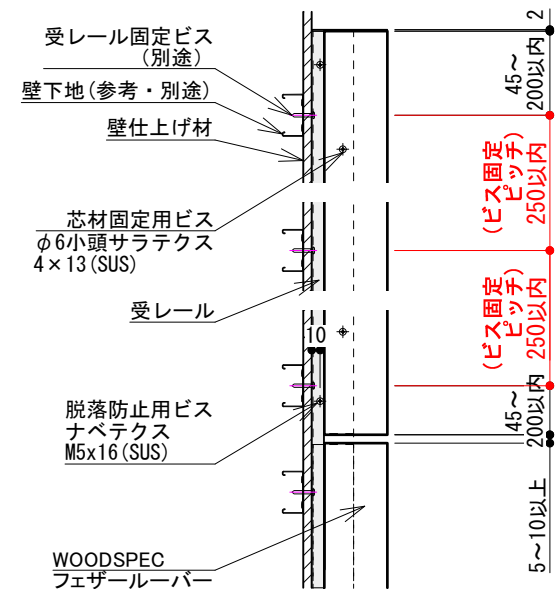 受レール固定ビス
(別途)
壁下地(参考・別途)
壁仕上げ材
芯材固定用ビス
φ6小頭サラテクス
4×13(SUS)
受レール
10
脱落防止用ビス
ナベテクス
M5x16(SUS)
WOODSPEC
フェザールーバー
2
45~
200以内
(ビス固定
ピッチ)
250以内
(ビス固定
ピッチ)
250以内
45~
200以内
5~10以上